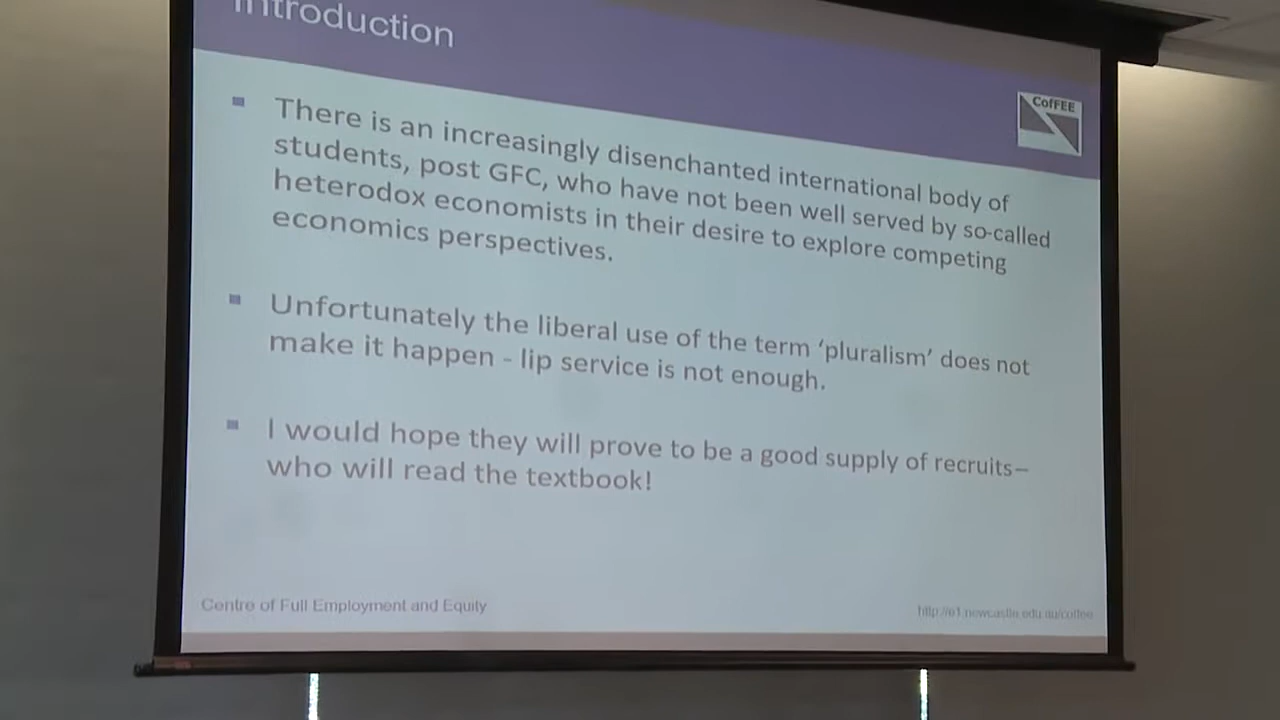 Introduction
CofFEE
There is an increasingly disenchanted international body of
students, post GFC, who have not been well served by so-called
heterodox economists in their desire to explore competing
economics perspectives.
Unfortunately the liberal use of the term ‘pluralism’ does not
make it happen - lip service is not enough.
I would hope they will prove to be a good supply of recruits–
who will read the textbook!
Centre of Full Employment and Equity
http://e1.newcastle.edu.au/coffee